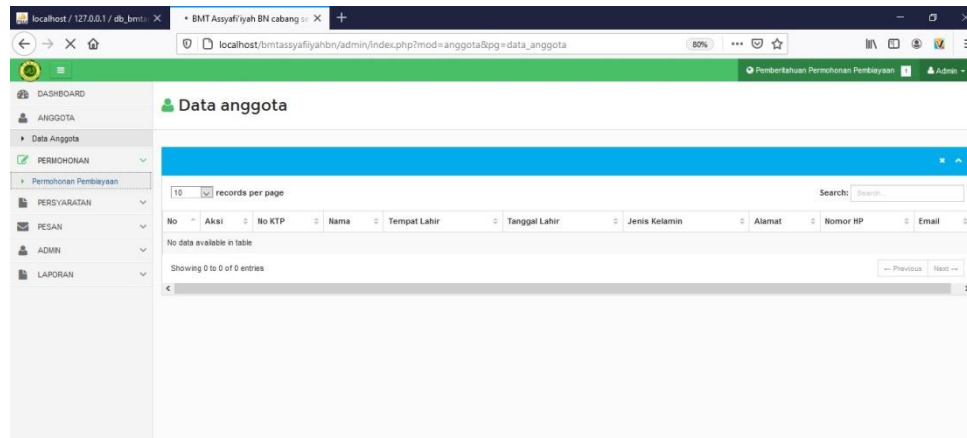 localhost / 127.0.0.1 / db_bmta
BMT Assyafi'iyah BN cabang se
localhost/bmtassyafiiyahbn/admin/index.php?mod=anggota&pg=data_anggota
80%
Pemberitahuan Permohonan Pembiayaan 1
Admin
DASHBOARD
ANGGOTA
Data Anggota
PERMOHONAN
Permohonan Pembiayaan
PERSYARATAN
PESAN
ADMIN
LAPORAN
Data anggota
10 records per page
Search: Search...
No Aksi No KTP Nama Tempat Lahir Tanggal Lahir Jenis Kelamin Alamat Nomor HP Email
No data available in table
Showing 0 to 0 of 0 entries
← Previous Next →